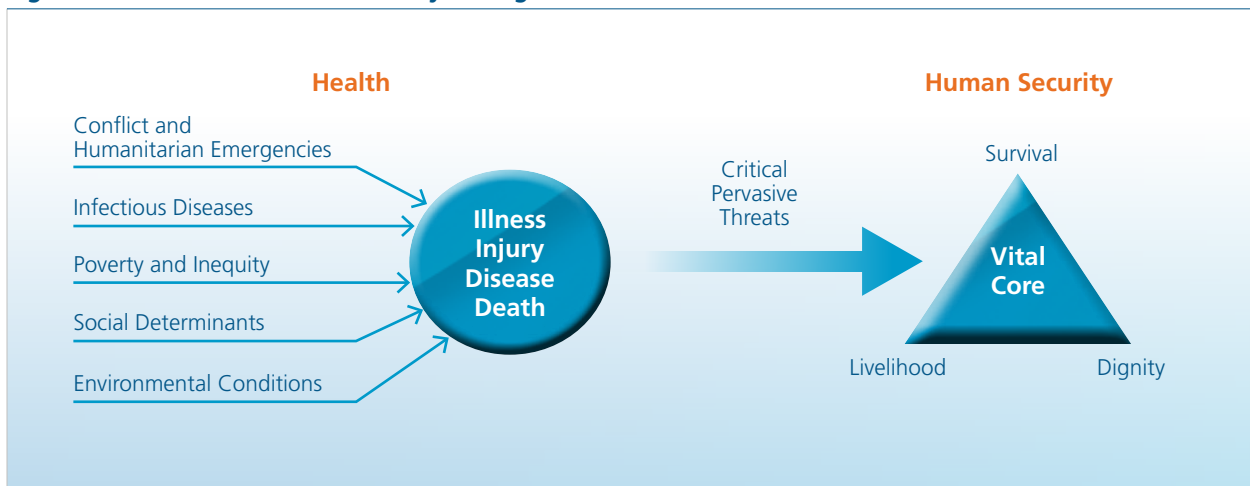 Health
Human Security
Conflict and
Humanitarian Emergencies
Infectious Diseases
Poverty and Inequity
Social Determinants
Environmental Conditions
Illness
Injury
Disease
Death
Critical
Pervasive
Threats
Survival
Vital
Core
Livelihood
Dignity